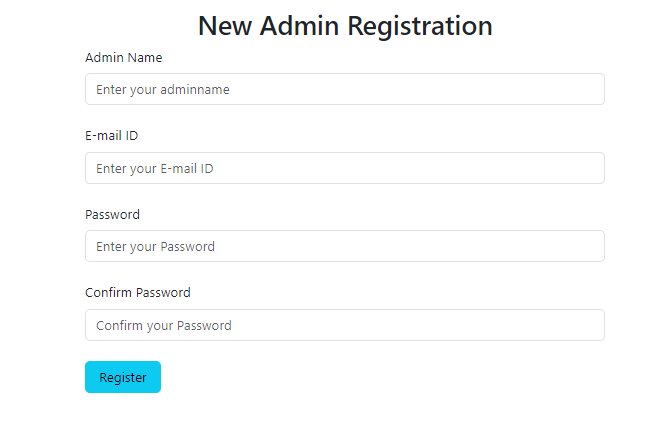 New Admin Registration
Admin Name
Enter your adminname
E-mail ID
Enter your E-mail ID
Password
Enter your Password
Confirm Password
Confirm your Password
Register